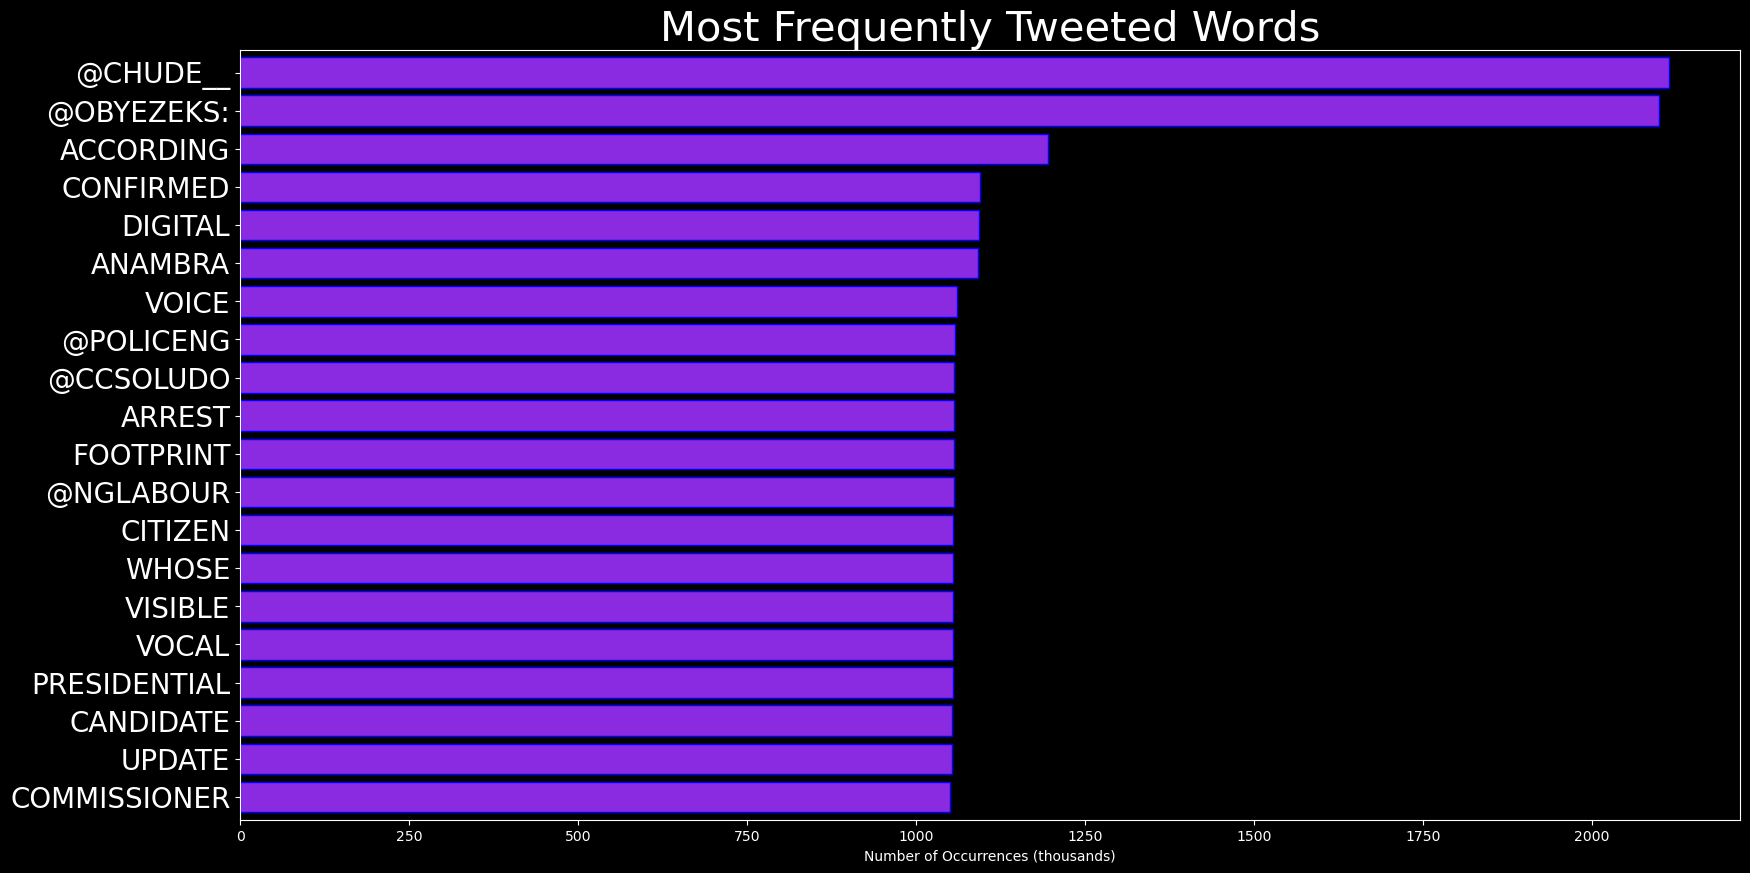 Most Frequently Tweeted Words
@CHUDE__
@OBYEZEKS:
ACCORDING
CONFIRMED
DIGITAL
ANAMBRA
VOICE
@POLICENG
@CCSOLUDO
ARREST
FOOTPRINT
@NGLABOUR
CITIZEN
WHOSE
VISIBLE
VOCAL
PRESIDENTIAL
CANDIDATE
UPDATE
COMMISSIONER
0 250 500 750 1000 1250 1500 1750 2000
Number of Occurrences (thousands)